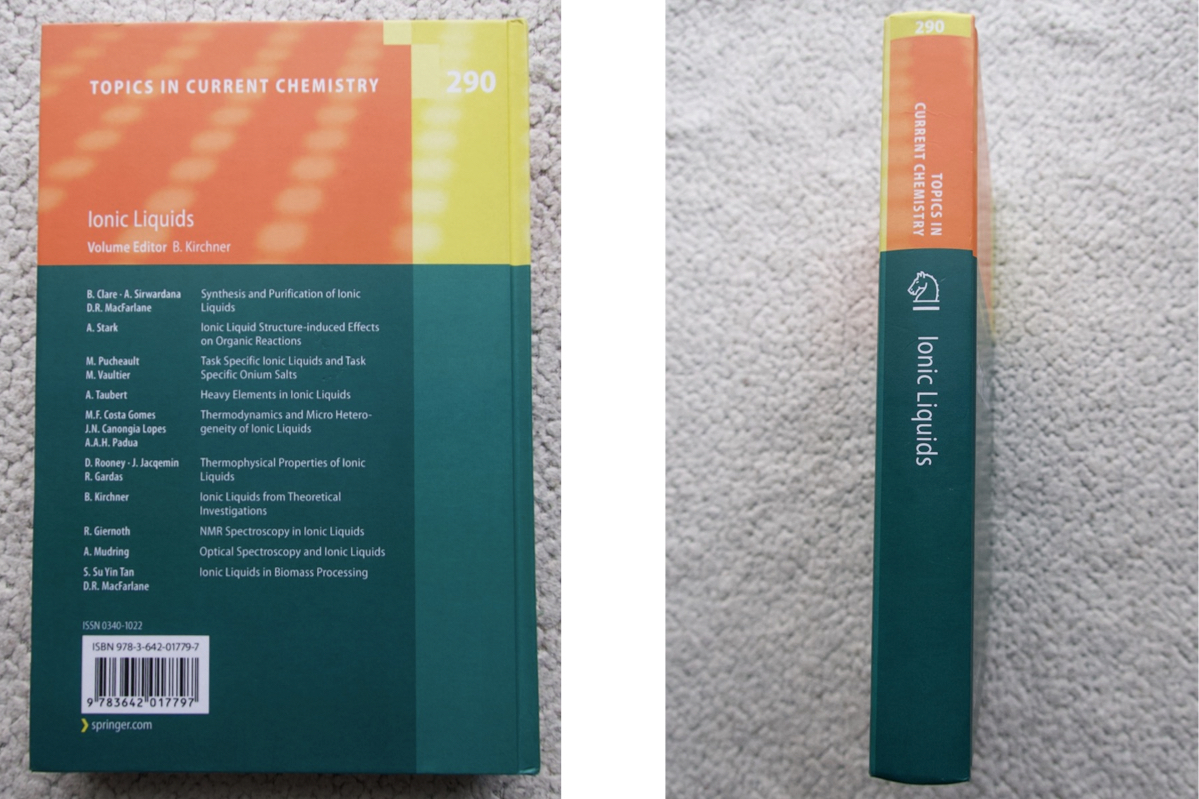 TOPICS IN CURRENT CHEMISTRY 290
Ionic Liquids
Volume Editor B. Kirchner
B. Clare · A. Sirwardana Synthesis and Purification of Ionic
D.R. MacFarlane Liquids
A. Stark Ionic Liquid Structure-induced Effects
on Organic Reactions
M. Pucheault Task Specific Ionic Liquids and Task
M. Vaultier Specific Onium Salts
A. Taubert Heavy Elements in Ionic Liquids
M.F. Costa Gomes Thermodynamics and Micro Hetero-
J.N. Canongia Lopes geneity of Ionic Liquids
A.A.H. Padua
D. Rooney · J. Jacqemin Thermophysical Properties of Ionic
R. Gardas Liquids
B. Kirchner Ionic Liquids from Theoretical
Investigations
R. Giernoth NMR Spectroscopy in Ionic Liquids
A. Mudring Optical Spectroscopy and Ionic Liquids
S. Su Yin Tan Ionic Liquids in Biomass Processing
D.R. MacFarlane
ISSN 0340-1022
ISBN 978-3-642-01779-7
9 783642 017797
springer.com
290
TOPICS IN
CURRENT CHEMISTRY
Ionic Liquids